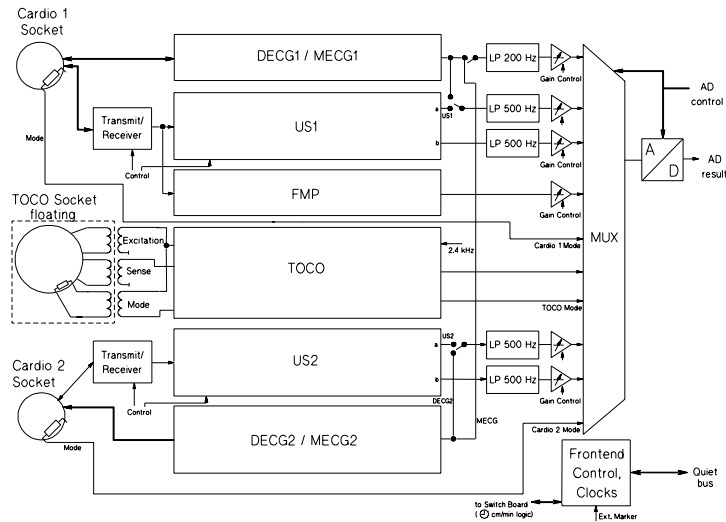 Cardio 1
Socket
DECG1 / MECG1
LP 200 Hz
Gain Control
AD
control
Mode
Transmit/
Receiver
Control
US1
a
US1
b
LP 500 Hz
LP 500 Hz
Gain Control
A
D
AD
result
FMP
Gain Control
TOCO Socket
floating
Excitation
Sense
Mode
TOCO
2.4 kHz
Cardio 1 Mode
MUX
TOCO Mode
Cardio 2
Socket
Transmit/
Receiver
Control
US2
a
US2
b
DECG2
LP 500 Hz
LP 500 Hz
Gain Control
DECG2 / MECG2
MECG
Cardio 2 Mode
Mode
Frontend
Control,
Clocks
Quiet
bus
to Switch Board
( cm/min logic)
Ext. Marker